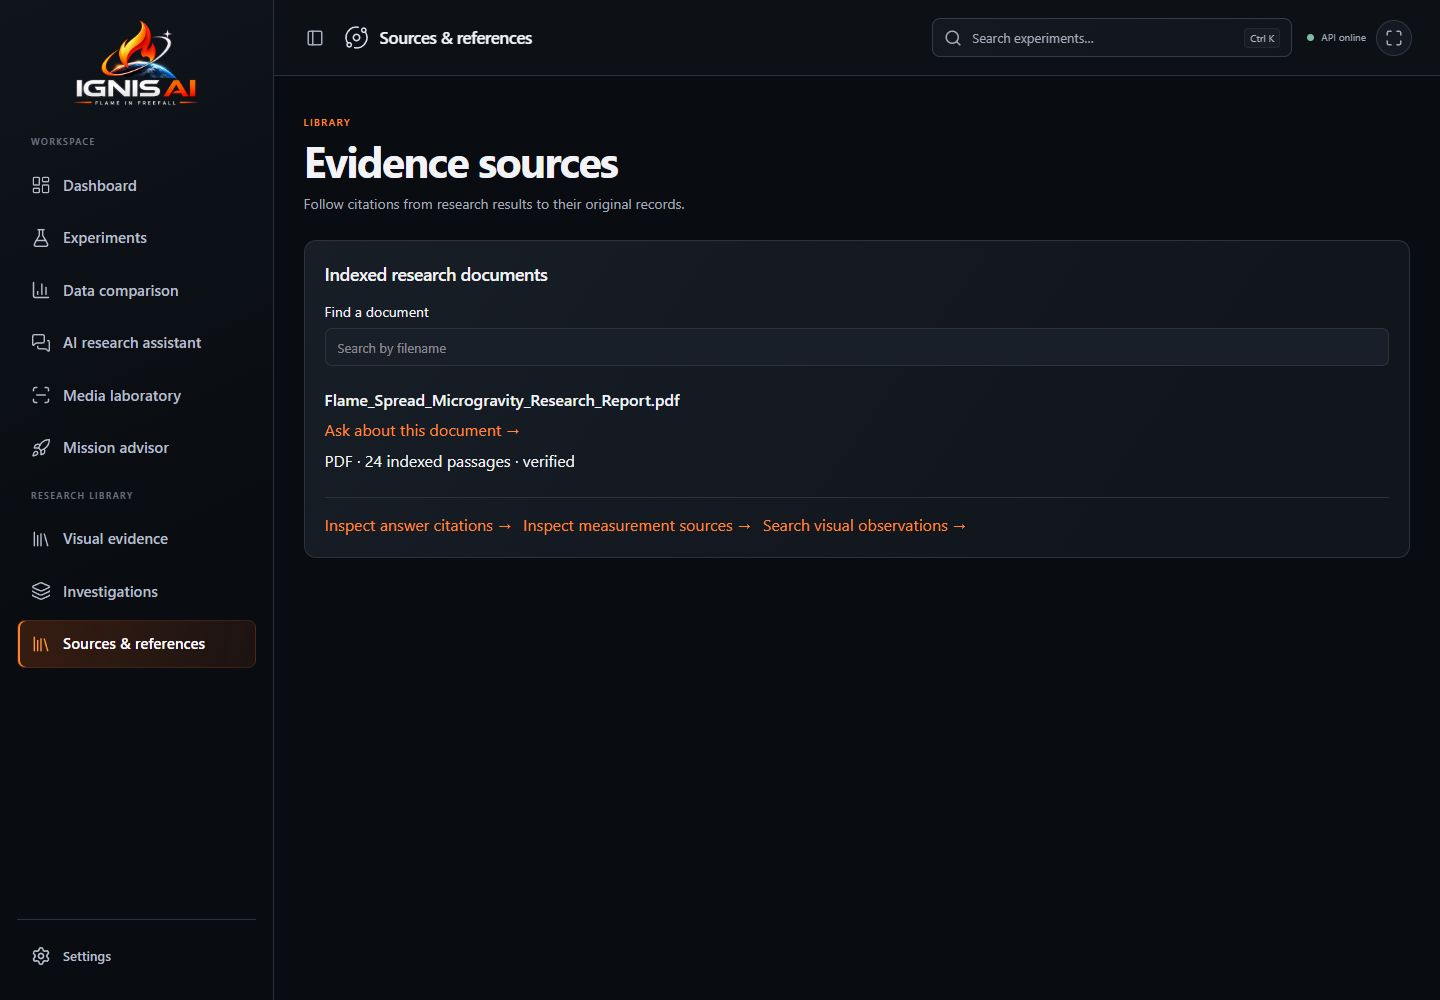 IGNIS AI
FLAME IN FREEFALL
WORKSPACE
Dashboard
Experiments
Data comparison
AI research assistant
Media laboratory
Mission advisor
RESEARCH LIBRARY
Visual evidence
Investigations
Sources & references
Settings
Sources & references
Search experiments...
Ctrl K
API online
LIBRARY
Evidence sources
Follow citations from research results to their original records.
Indexed research documents
Find a document
Search by filename
Flame_Spread_Microgravity_Research_Report.pdf
Ask about this document →
PDF · 24 indexed passages · verified
Inspect answer citations → Inspect measurement sources → Search visual observations →